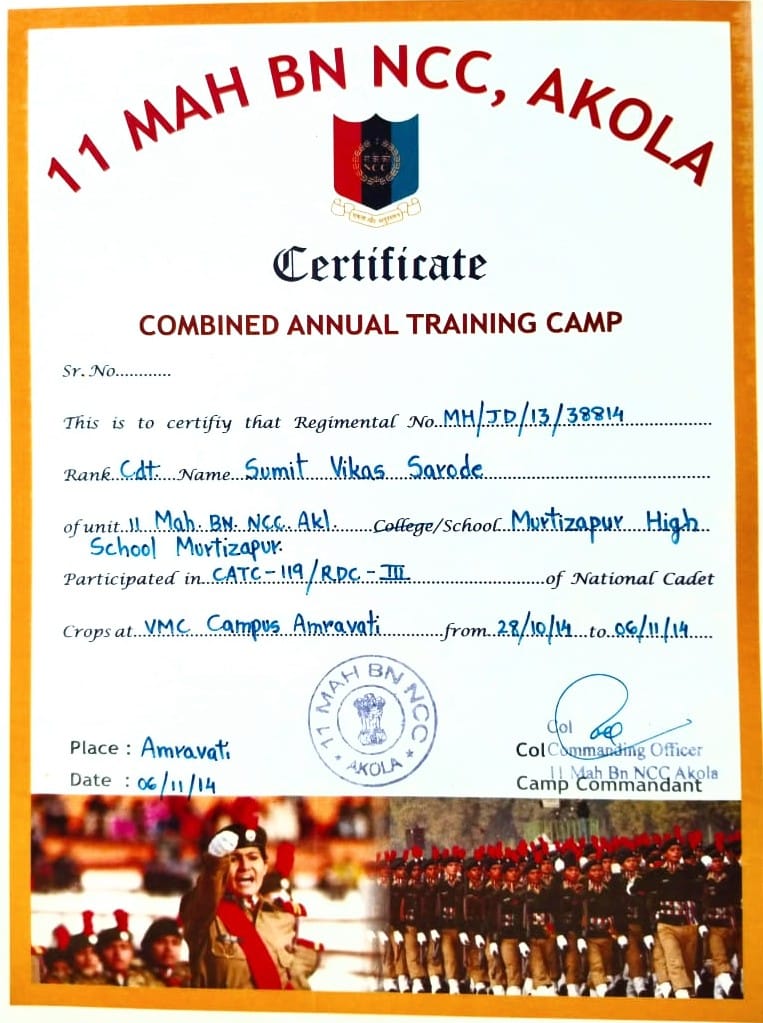 11 MAH BN NCC, AKOLA
NCC
Certificate
COMBINED ANNUAL TRAINING CAMP
Sr. No............
This is to certifiy that Regimental No. MH/JD/13/38814
Rank Cdt. Name Sumit Vikas Sarode
of unit 11 Mah. BN. NCC. Akl. College/School Murtizapur High
School Murtizapur.
Participated in CATC-119/RDC-III of National Cadet
Crops at VMC Campus Amravati from 28/10/14 to 06/11/14
11 MAH BN NCC
* AKOLA *
Place : Amravati
Date : 06/11/14
Col
Col Commanding Officer
11 Mah Bn NCC Akola
Camp Commandant